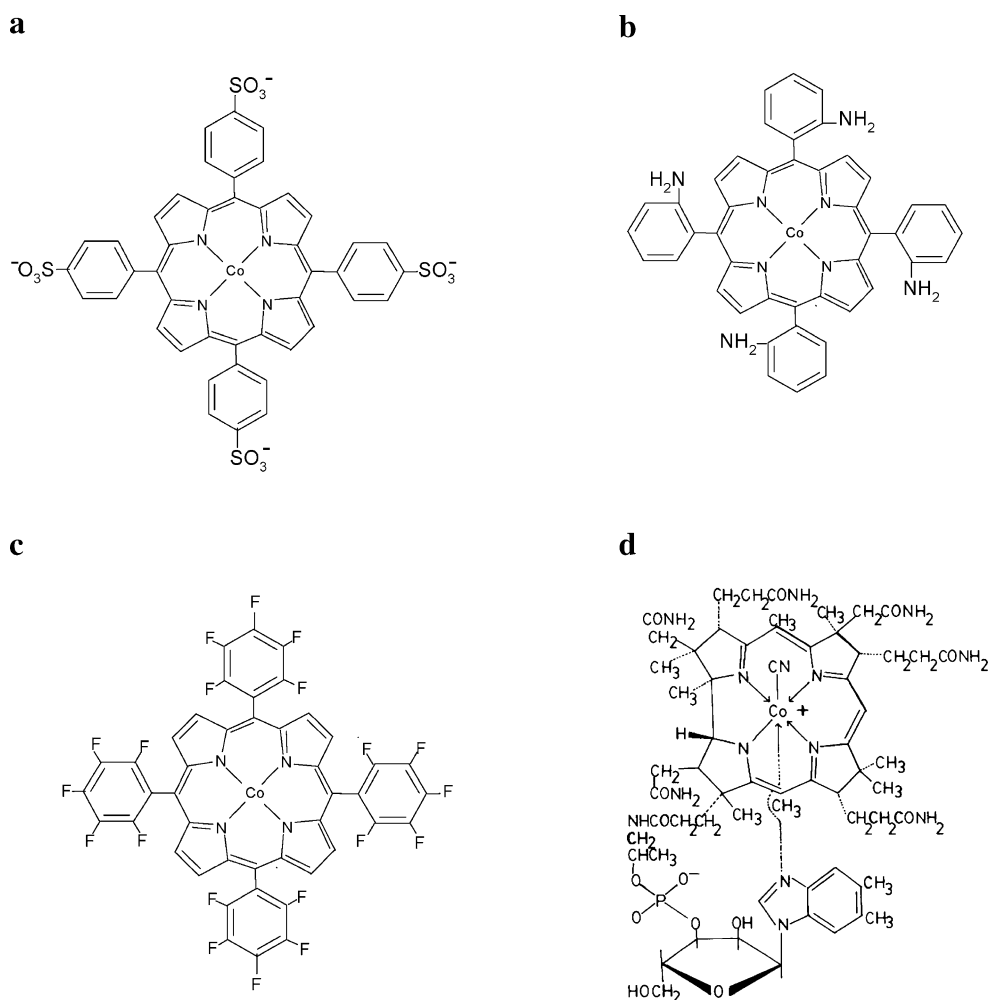 a
SO₃⁻
N
N
⁻O₃S
Co
SO₃⁻
N
N
SO₃⁻
b
NH₂
H₂N
N
N
Co
N
N
NH₂
NH₂
c
F
F
F
F
F
F
F
F
F
N
N
F
F
Co
F
F
N
N
F
F
F
F
F
F
F
d
CH₂CH₂CONH₂
CONH₂
CH₃
CH₃
CH₂CONH₂
CH₂
CH₃
CN
CH₂CH₂CONH₂
N
N
CH₃
Co +
H
N
N
CH₃
CH₃
CH₂
CONH₂
CH₃
CH₃
CH₂CH₂CONH₂
NHCOCH₂CH₂
CH₂
CHCH₃
O
O⁻
P
O
O
OH
N
CH₃
CH₃
N
HOCH₂
O